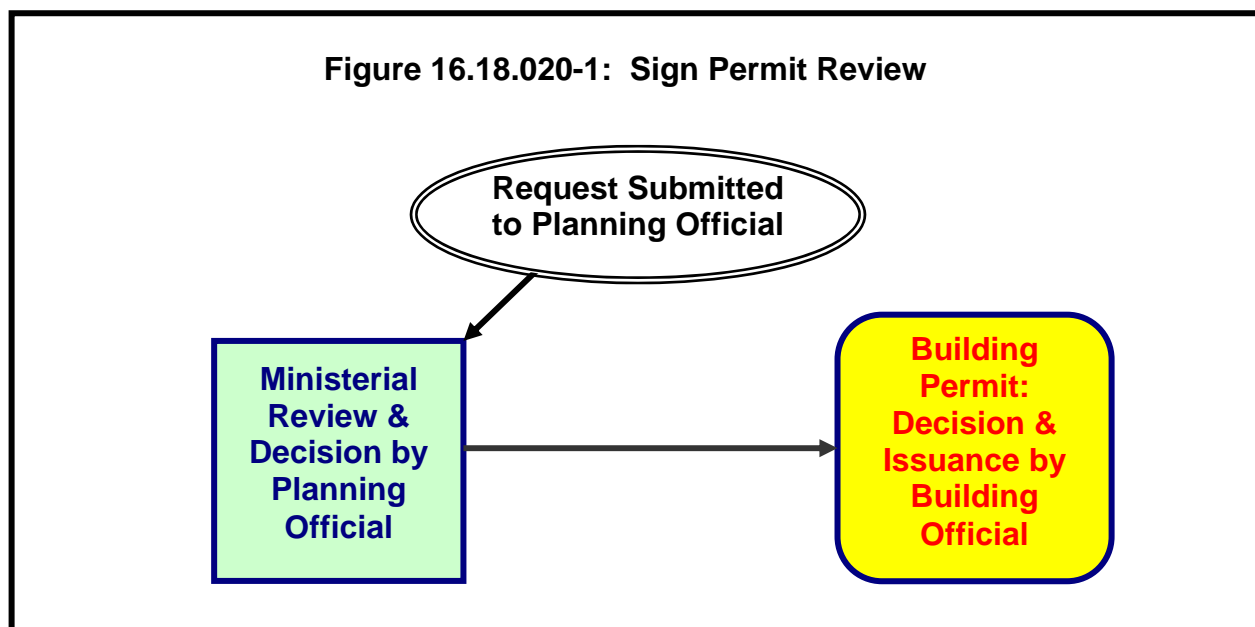 Figure 16.18.020-1:  Sign Permit Review
Request Submitted
to Planning Official
Ministerial
Review &
Decision by
Planning
Official
Building
Permit:
Decision &
Issuance by
Building
Official